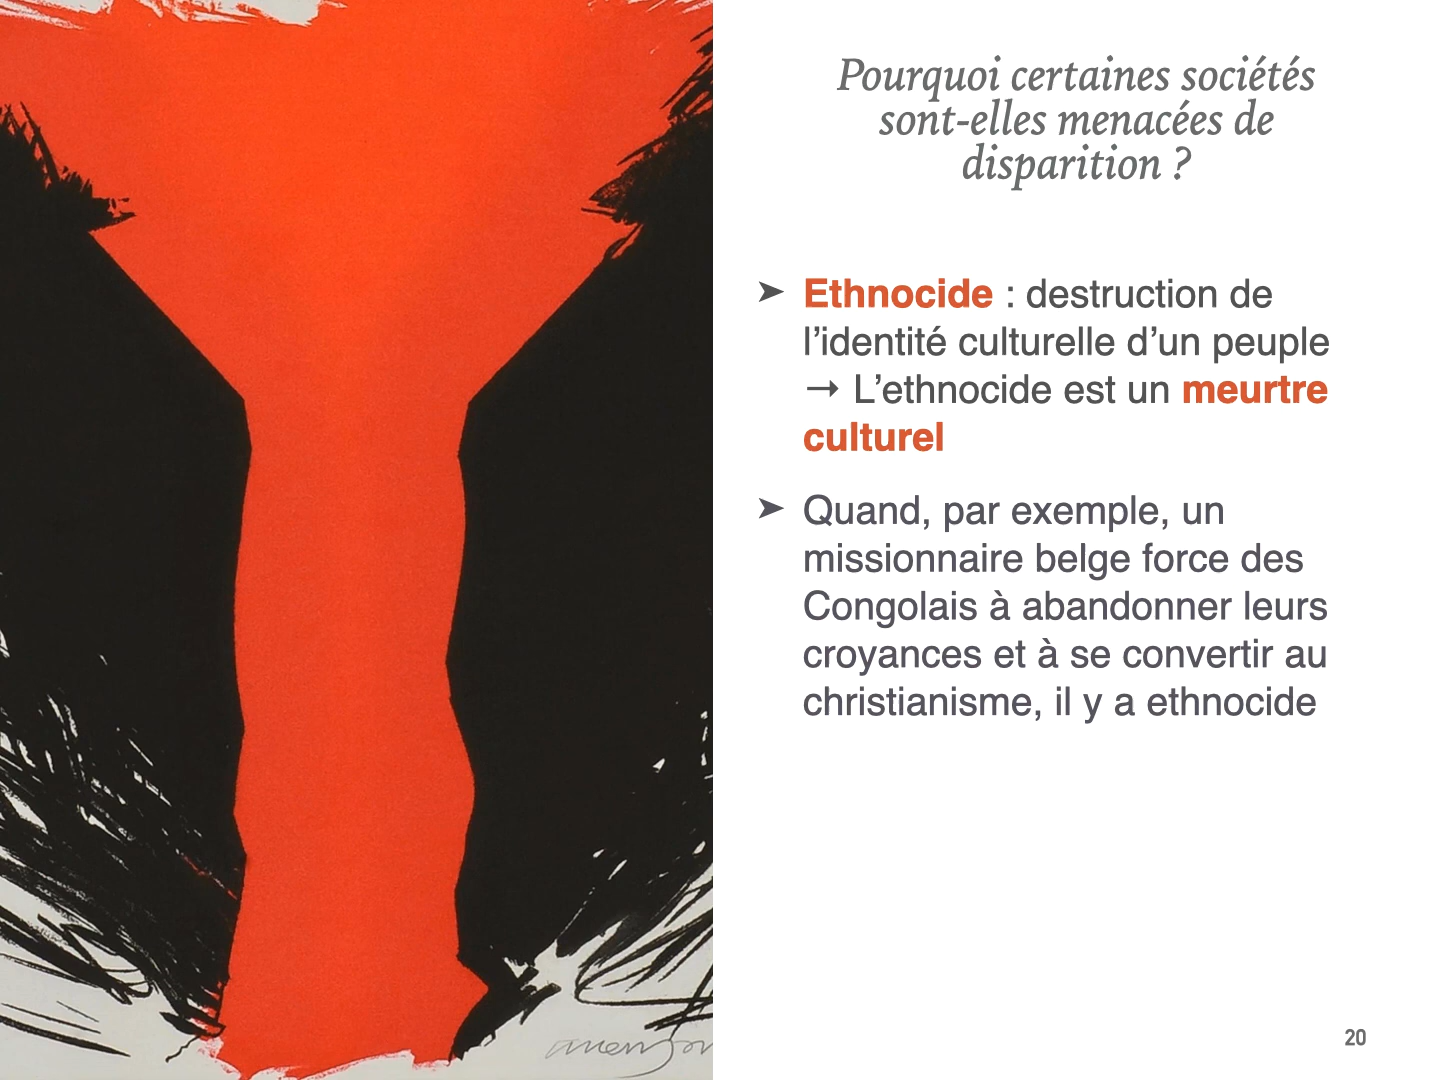 Pourquoi certaines sociétés
sont-elles menacées de
disparition ?
➤ Ethnocide : destruction de
l’identité culturelle d’un peuple
→ L’ethnocide est un meurtre
culturel
➤ Quand, par exemple, un
missionnaire belge force des
Congolais à abandonner leurs
croyances et à se convertir au
christianisme, il y a ethnocide
20